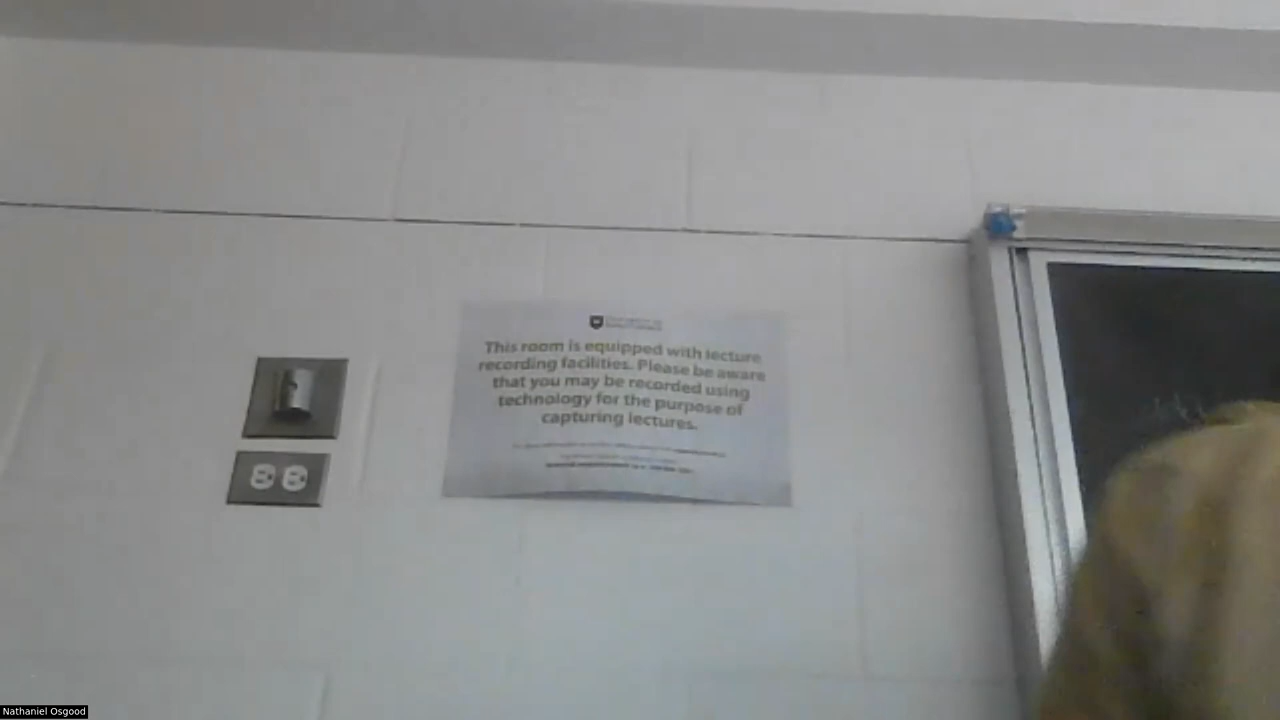 This room is equipped with lecture
recording facilities. Please be aware
that you may be recorded using
technology for the purpose of
capturing lectures.
Nathaniel Osgood